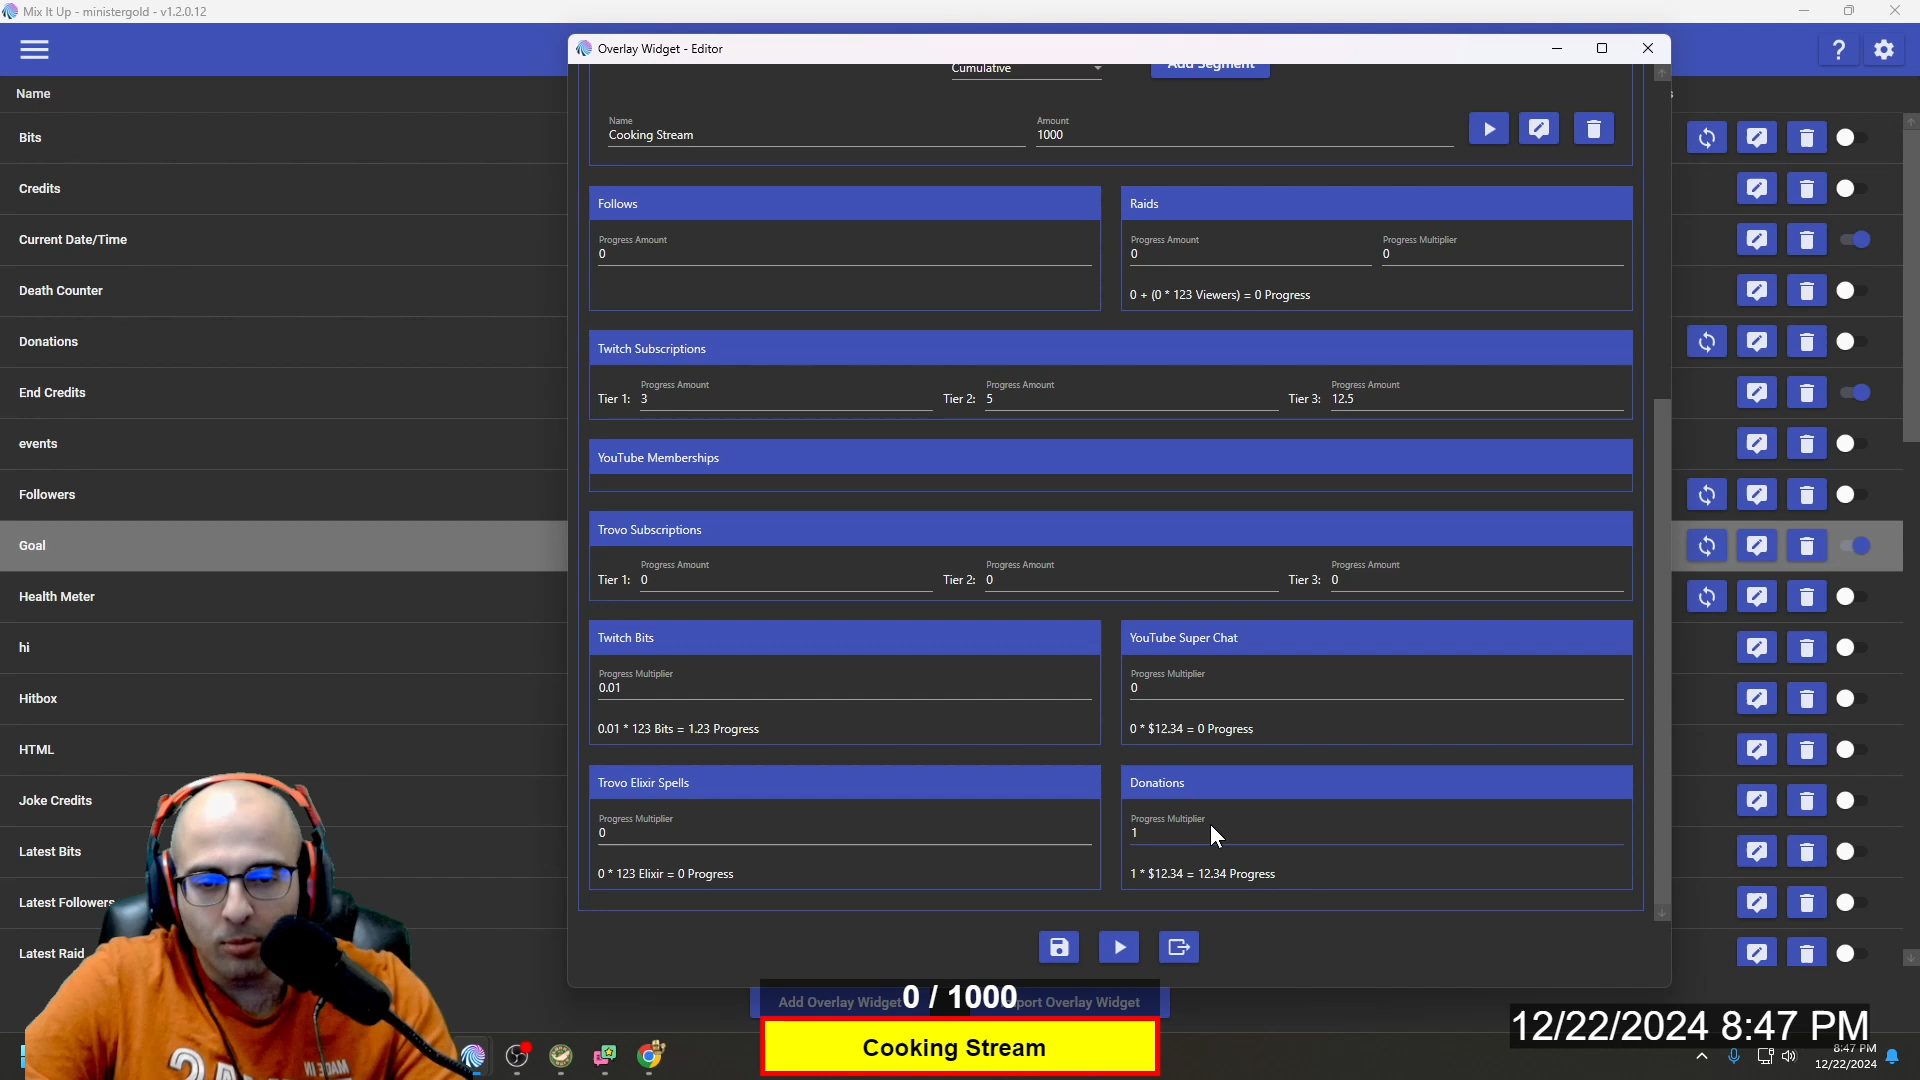 Mix It Up - ministergold - v1.2.0.12
Overlay Widget - Editor
?
Name
Bits
Credits
Current Date/Time
Death Counter
Donations
End Credits
events
Followers
Goal
Health Meter
hi
Hitbox
HTML
Joke Credits
Latest Bits
Latest Followers
Latest Raid
Cumulative
Add Segment
Name
Cooking Stream
Amount
1000
Follows
Progress Amount
0
Raids
Progress Amount
0
Progress Multiplier
0
0 + (0 * 123 Viewers) = 0 Progress
Twitch Subscriptions
Tier 1:
Progress Amount
3
Tier 2:
Progress Amount
5
Tier 3:
Progress Amount
12.5
YouTube Memberships
Trovo Subscriptions
Tier 1:
Progress Amount
0
Tier 2:
Progress Amount
0
Tier 3:
Progress Amount
0
Twitch Bits
Progress Multiplier
0.01
0.01 * 123 Bits = 1.23 Progress
YouTube Super Chat
Progress Multiplier
0
0 * $12.34 = 0 Progress
Trovo Elixir Spells
Progress Multiplier
0
0 * 123 Elixir = 0 Progress
Donations
Progress Multiplier
1
1 * $12.34 = 12.34 Progress
Add Overlay Widget
port Overlay Widget
0 / 1000
Cooking Stream
12/22/2024 8:47 PM
8:47 PM
12/22/2024